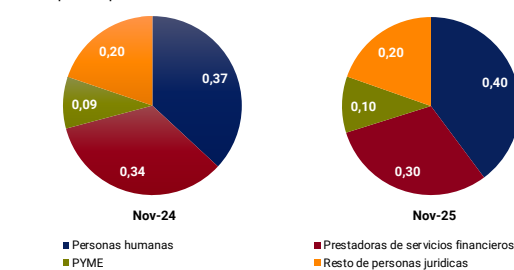 0,20
0,37
0,09
0,34
0,20
0,40
0,10
0,30
Nov-24
Nov-25
Personas humanas
Prestadoras de servicios financieros
PYME
Resto de personas juridicas